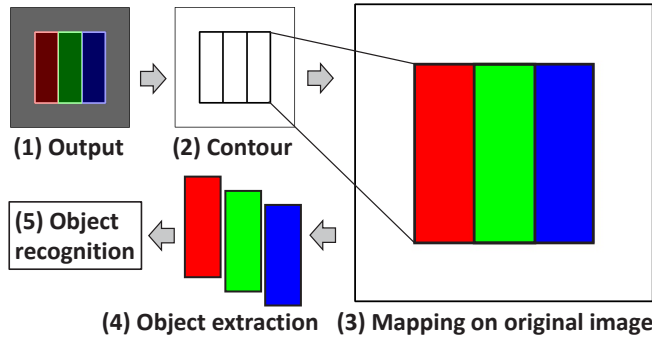 (1) Output
(2) Contour
(3) Mapping on original image
(4) Object extraction
(5) Object
recognition